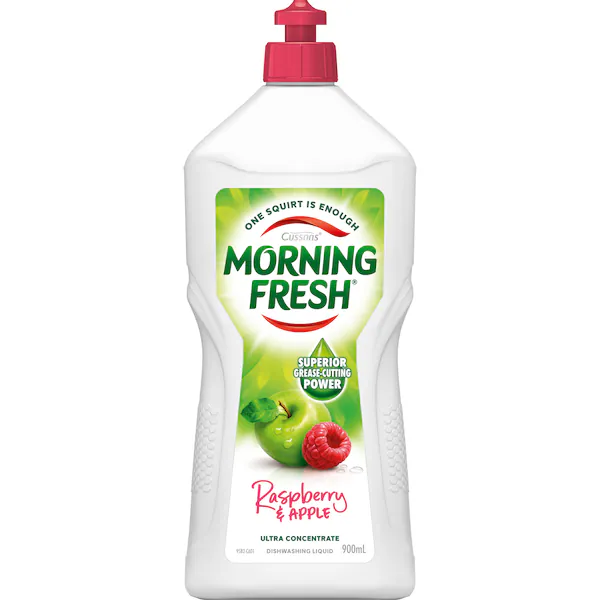 ONE SQUIRT IS ENOUGH
Cussons®
MORNING
FRESH®
SUPERIOR
GREASE-CUTTING
POWER
Raspberry
& APPLE
ULTRA CONCENTRATE
DISHWASHING LIQUID 900mL